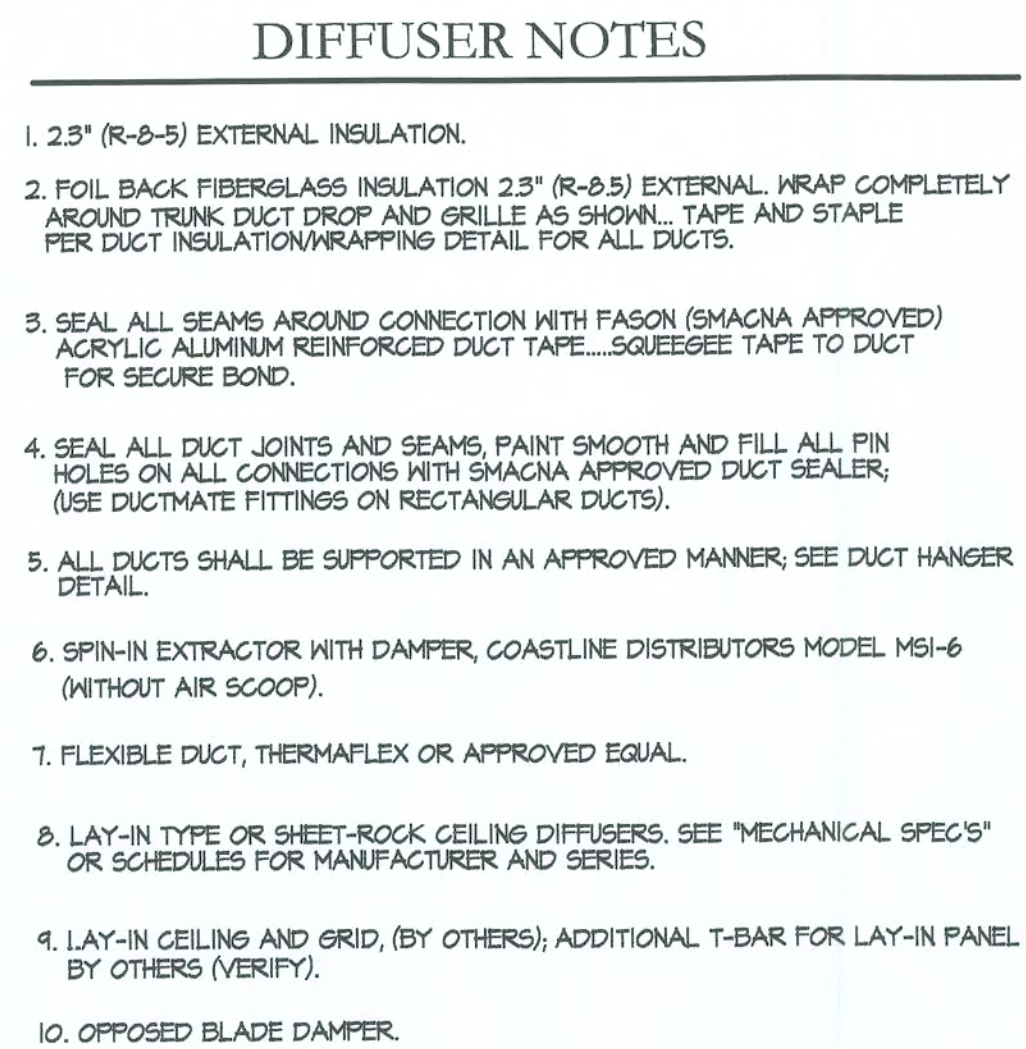 DIFFUSER NOTES
1. 2.3" (R-8-5) EXTERNAL INSULATION.
2. FOIL BACK FIBERGLASS INSULATION 2.3" (R-8.5) EXTERNAL. WRAP COMPLETELY
AROUND TRUNK DUCT DROP AND GRILLE AS SHOWN... TAPE AND STAPLE
PER DUCT INSULATION/WRAPPING DETAIL FOR ALL DUCTS.
3. SEAL ALL SEAMS AROUND CONNECTION WITH FASON (SMACNA APPROVED)
ACRYLIC ALUMINUM REINFORCED DUCT TAPE.....SQUEEGEE TAPE TO DUCT
FOR SECURE BOND.
4. SEAL ALL DUCT JOINTS AND SEAMS, PAINT SMOOTH AND FILL ALL PIN
HOLES ON ALL CONNECTIONS WITH SMACNA APPROVED DUCT SEALER;
(USE DUCTMATE FITTINGS ON RECTANGULAR DUCTS).
5. ALL DUCTS SHALL BE SUPPORTED IN AN APPROVED MANNER; SEE DUCT HANGER
DETAIL.
6. SPIN-IN EXTRACTOR WITH DAMPER, COASTLINE DISTRIBUTORS MODEL MSI-6
(WITHOUT AIR SCOOP).
7. FLEXIBLE DUCT, THERMAFLEX OR APPROVED EQUAL.
8. LAY-IN TYPE OR SHEET-ROCK CEILING DIFFUSERS. SEE "MECHANICAL SPEC'S"
OR SCHEDULES FOR MANUFACTURER AND SERIES.
9. LAY-IN CEILING AND GRID, (BY OTHERS); ADDITIONAL T-BAR FOR LAY-IN PANEL
BY OTHERS (VERIFY).
10. OPPOSED BLADE DAMPER.